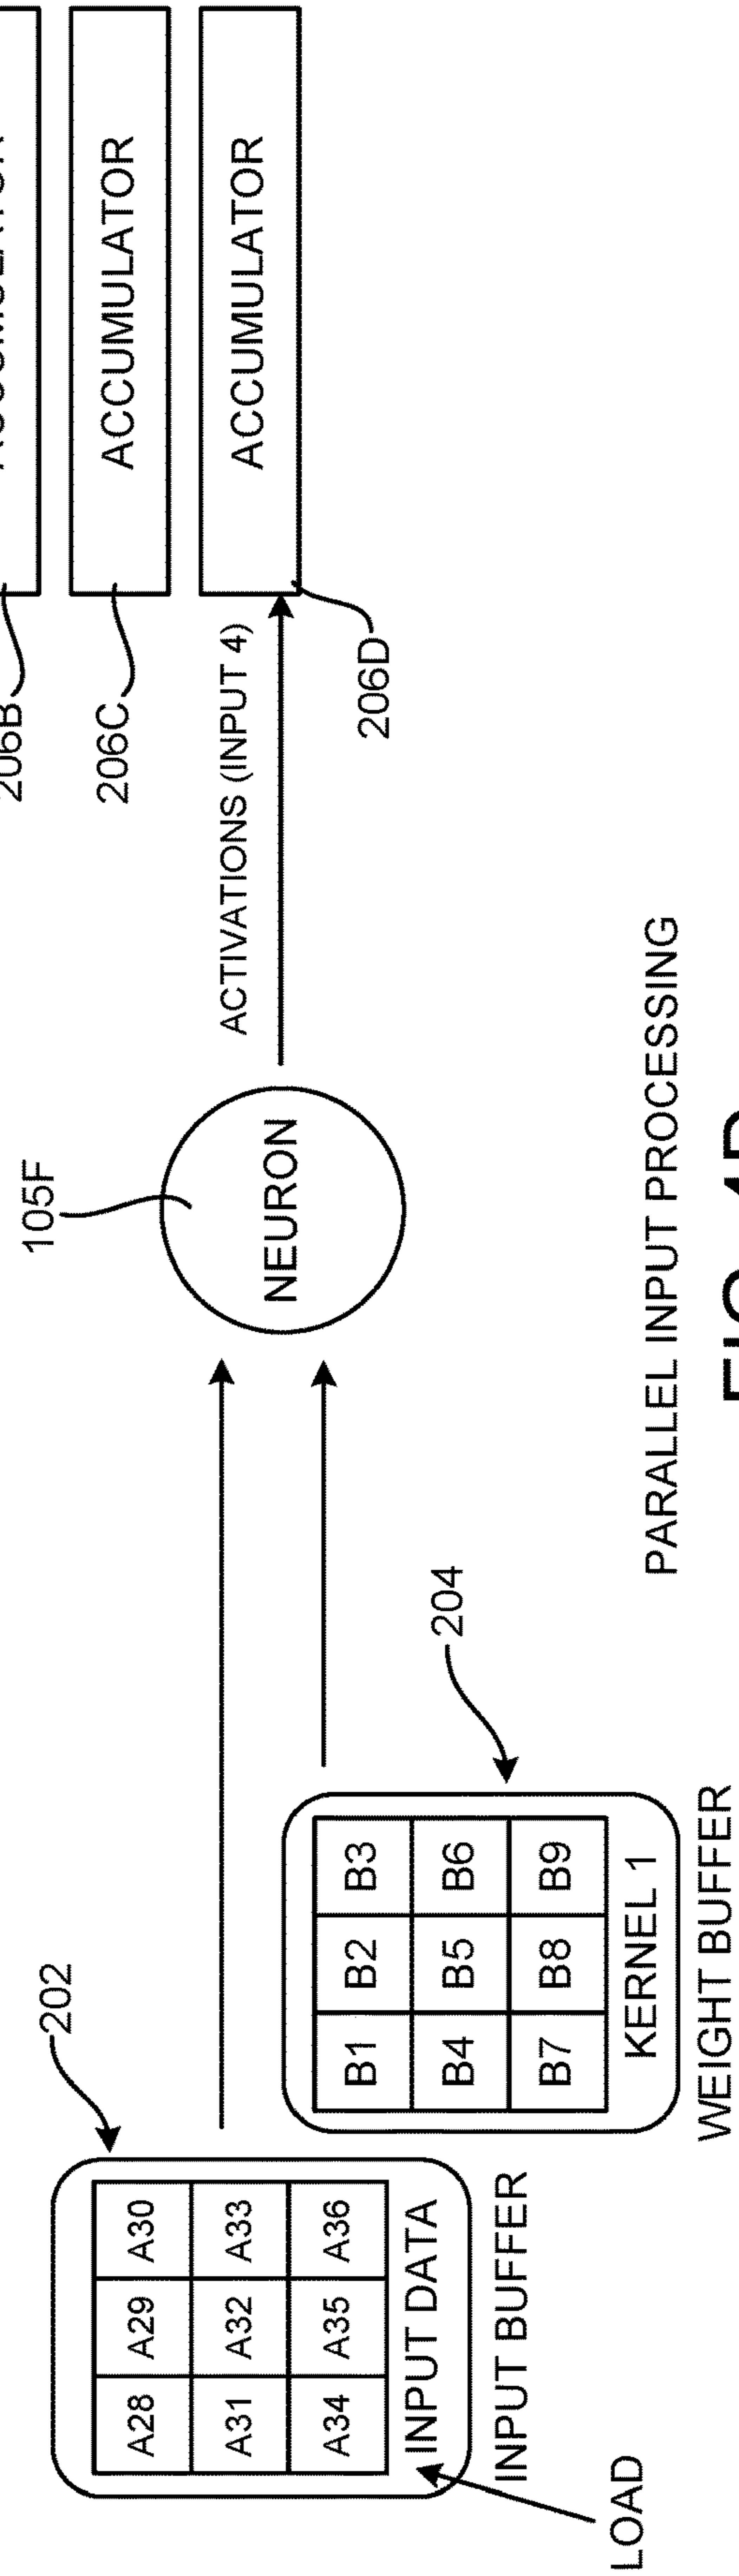 206B
ACCUMULATOR
206C
ACCUMULATOR
206D
ACTIVATIONS (INPUT 4)
105F
NEURON
202
A28 A29 A30
A31 A32 A33
A34 A35 A36
INPUT DATA
INPUT BUFFER
LOAD
204
B1 B2 B3
B4 B5 B6
B7 B8 B9
KERNEL 1
WEIGHT BUFFER
PARALLEL INPUT PROCESSING